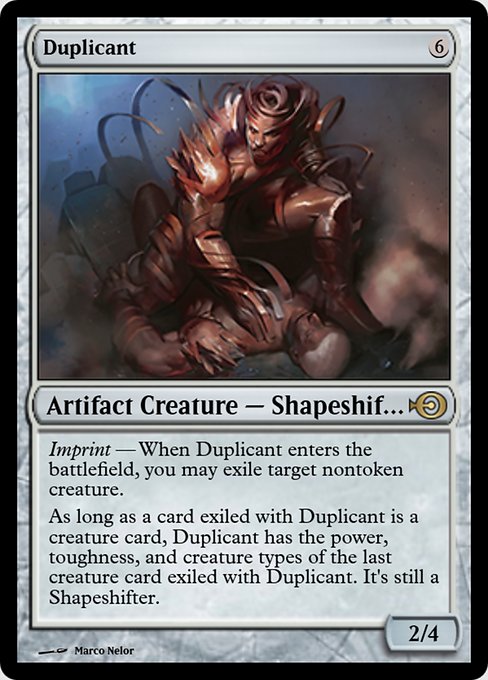 Duplicant 6
Artifact Creature — Shapeshif...
Imprint — When Duplicant enters the
battlefield, you may exile target nontoken
creature.
As long as a card exiled with Duplicant is a
creature card, Duplicant has the power,
toughness, and creature types of the last
creature card exiled with Duplicant. It's still a
Shapeshifter.
2/4
Marco Nelor